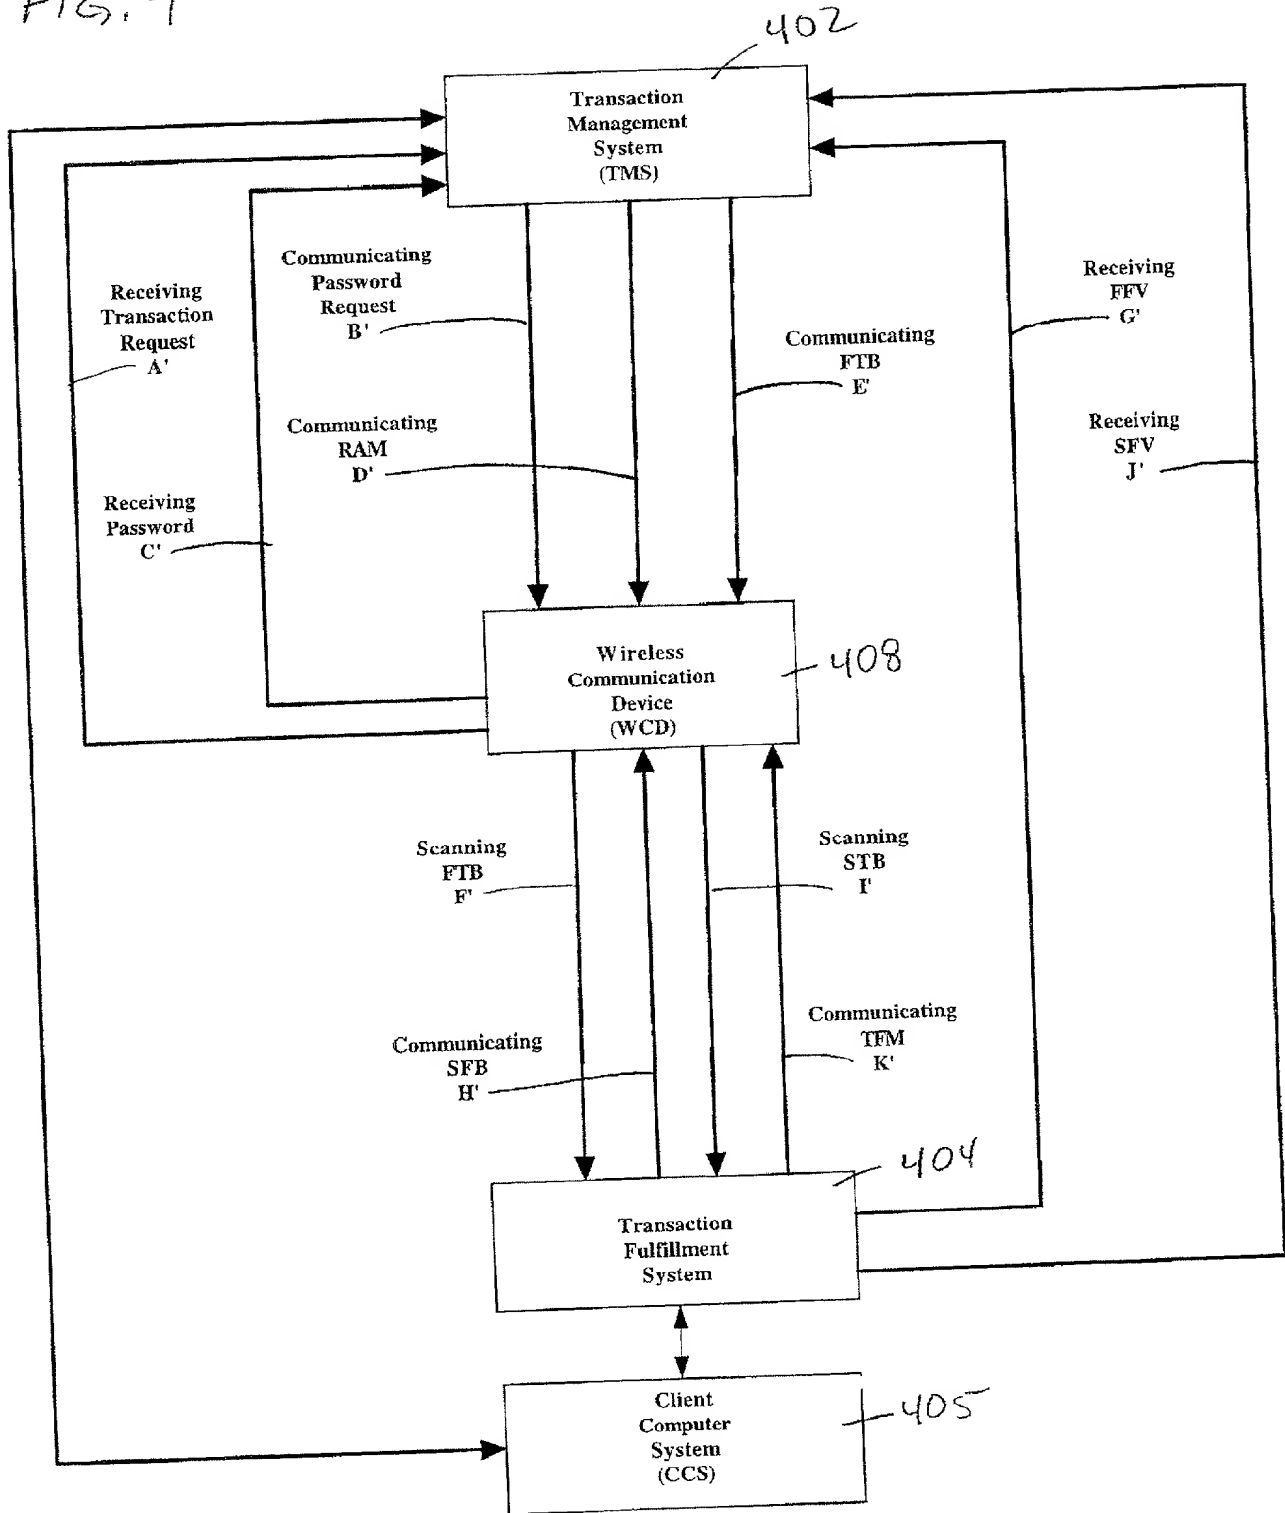 FIG. 4
402
Transaction
Management
System
(TMS)
Communicating
Password
Request
B'
Receiving
Transaction
Request
A'
Receiving
FFV
G'
Communicating
FTB
E'
Communicating
RAM
D'
Receiving
SFV
J'
Receiving
Password
C'
Wireless
Communication
Device
(WCD)
408
Scanning
FTB
F'
Scanning
STB
I'
Communicating
SFB
H'
Communicating
TFM
K'
404
Transaction
Fulfillment
System
Client
Computer
System
(CCS)
405